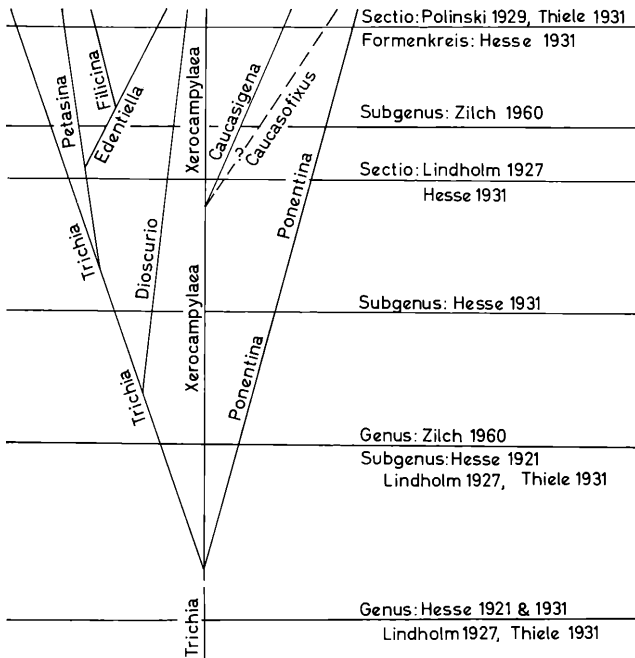 Sectio: Polinski 1929, Thiele 1931
Formenkreis: Hesse 1931
Petasina
Filicina
Edentiella
Xerocampylaea
Caucasigena
?
Caucasofixus
Subgenus: Zilch 1960
Sectio: Lindholm 1927
Hesse 1931
Trichia
Dioscurio
Ponentina
Xerocampylaea
Subgenus: Hesse 1931
Trichia
Ponentina
Genus: Zilch 1960
Subgenus: Hesse 1921
Lindholm 1927, Thiele 1931
Trichia
Genus: Hesse 1921 & 1931
Lindholm 1927, Thiele 1931